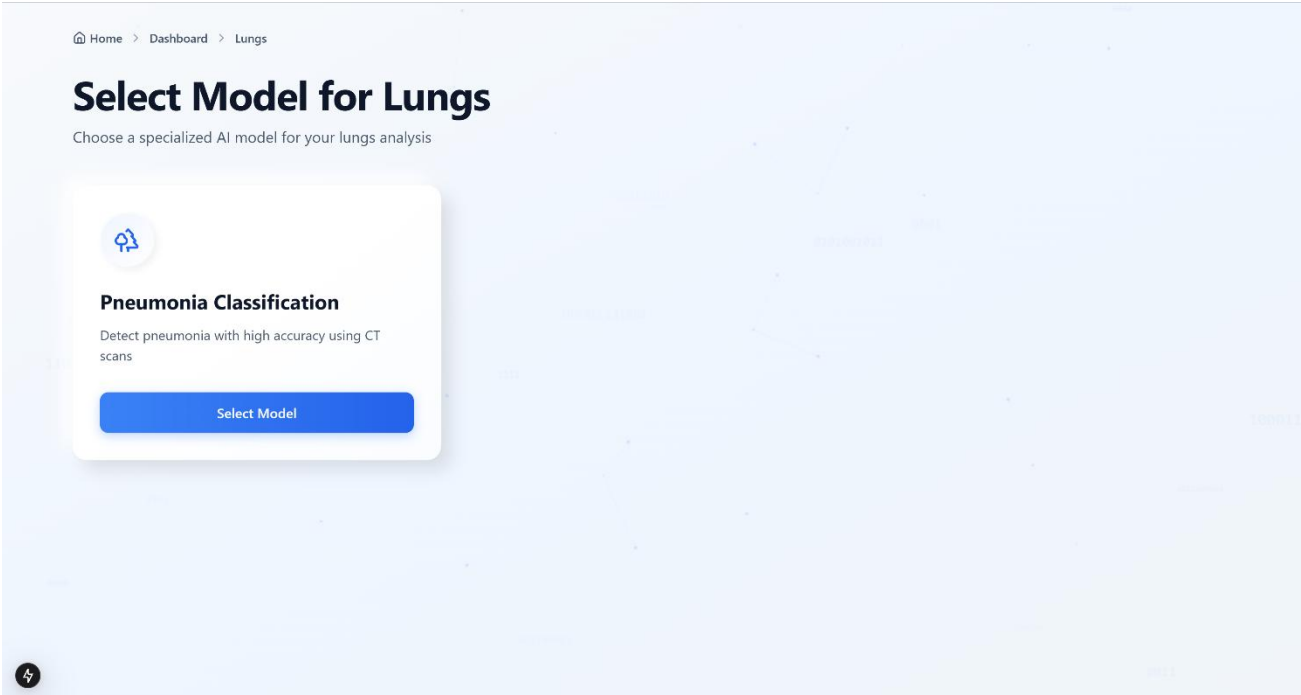 Home > Dashboard > Lungs
Select Model for Lungs
Choose a specialized AI model for your lungs analysis
Pneumonia Classification
Detect pneumonia with high accuracy using CT
scans
Select Model